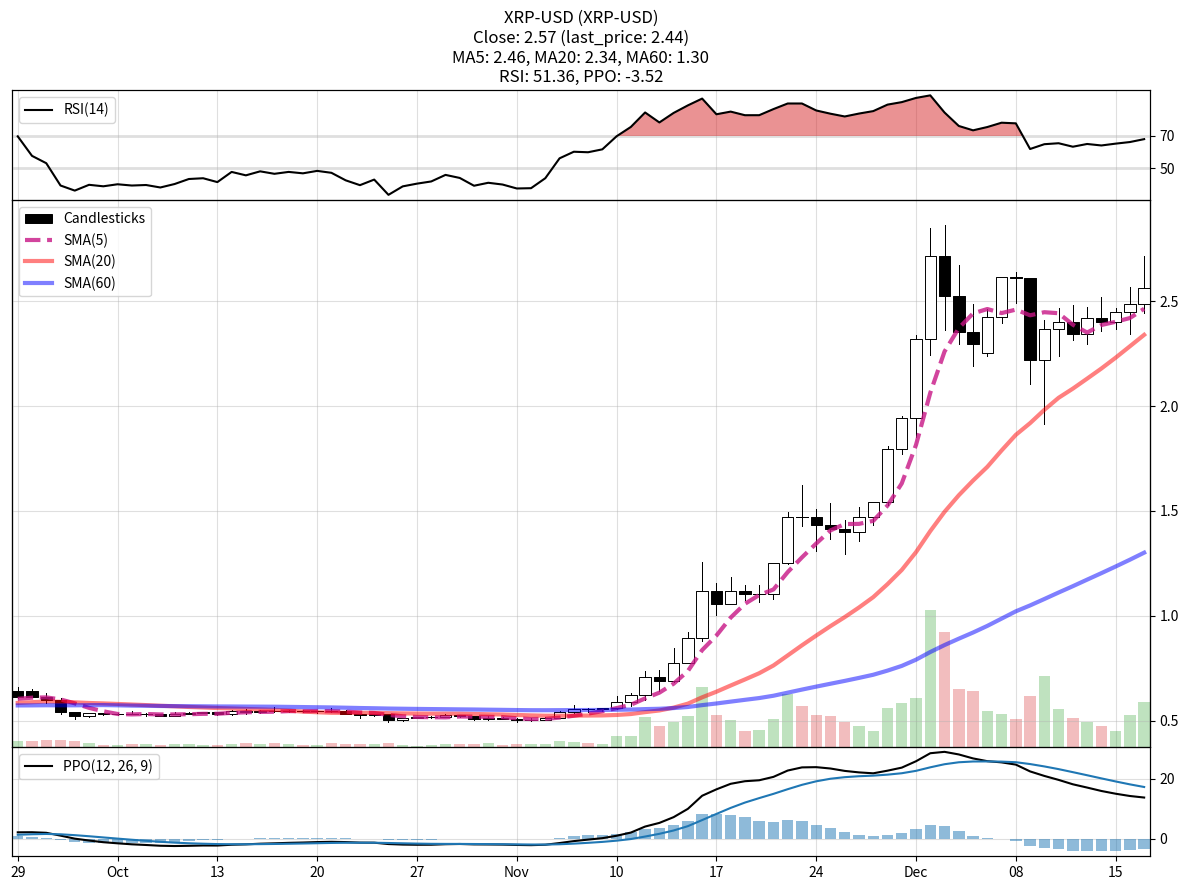 XRP-USD (XRP-USD)
Close: 2.57 (last_price: 2.44)
MA5: 2.46, MA20: 2.34, MA60: 1.30
RSI: 51.36, PPO: -3.52
RSI(14)
70
50
Candlesticks
SMA(5)
SMA(20)
SMA(60)
2.5
2.0
1.5
1.0
0.5
PPO(12, 26, 9)
20
0
29 Oct 13 20 27 Nov 10 17 24 Dec 08 15